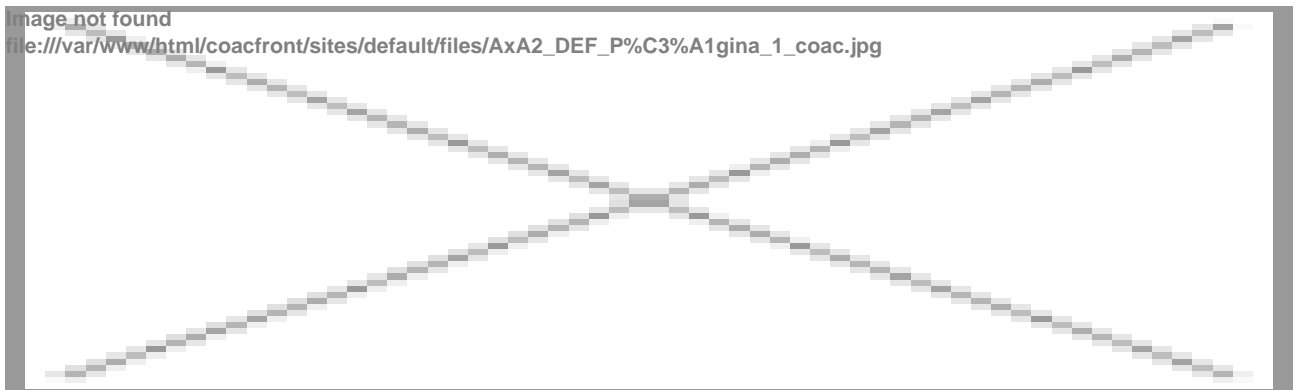 Image not found
file:///var/www/html/coacfront/sites/default/files/AxA2_DEF_P%C3%A1gina_1_coac.jpg